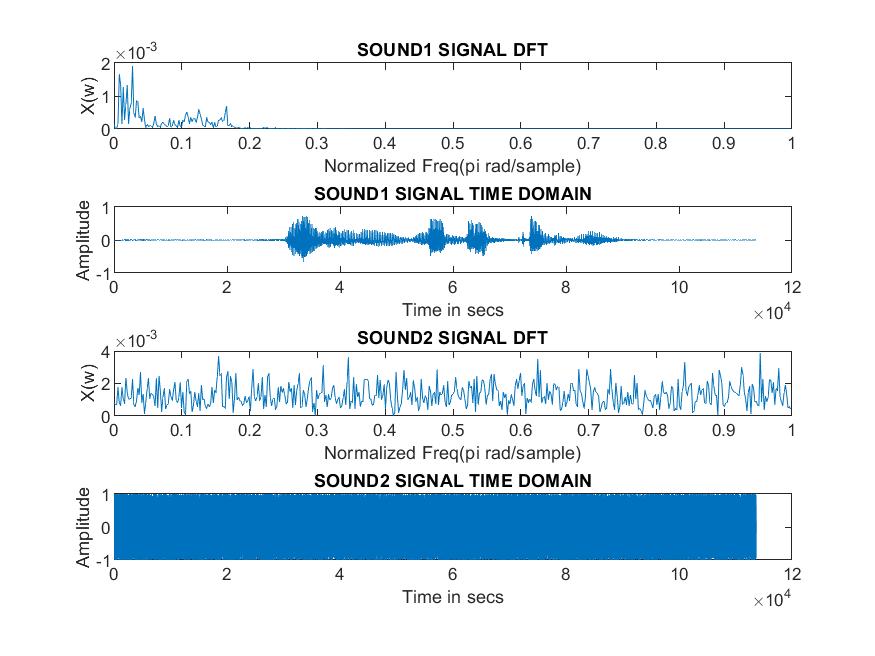 SOUND1 SIGNAL DFT
×10-3
2
1
0
X(w)
0 0.1 0.2 0.3 0.4 0.5 0.6 0.7 0.8 0.9 1
Normalized Freq(pi rad/sample)
SOUND1 SIGNAL TIME DOMAIN
1
0
-1
Amplitude
0 2 4 6 8 10 12
Time in secs
×104
SOUND2 SIGNAL DFT
×10-3
4
2
0
X(w)
0 0.1 0.2 0.3 0.4 0.5 0.6 0.7 0.8 0.9 1
Normalized Freq(pi rad/sample)
SOUND2 SIGNAL TIME DOMAIN
1
0
-1
Amplitude
0 2 4 6 8 10 12
Time in secs
×104